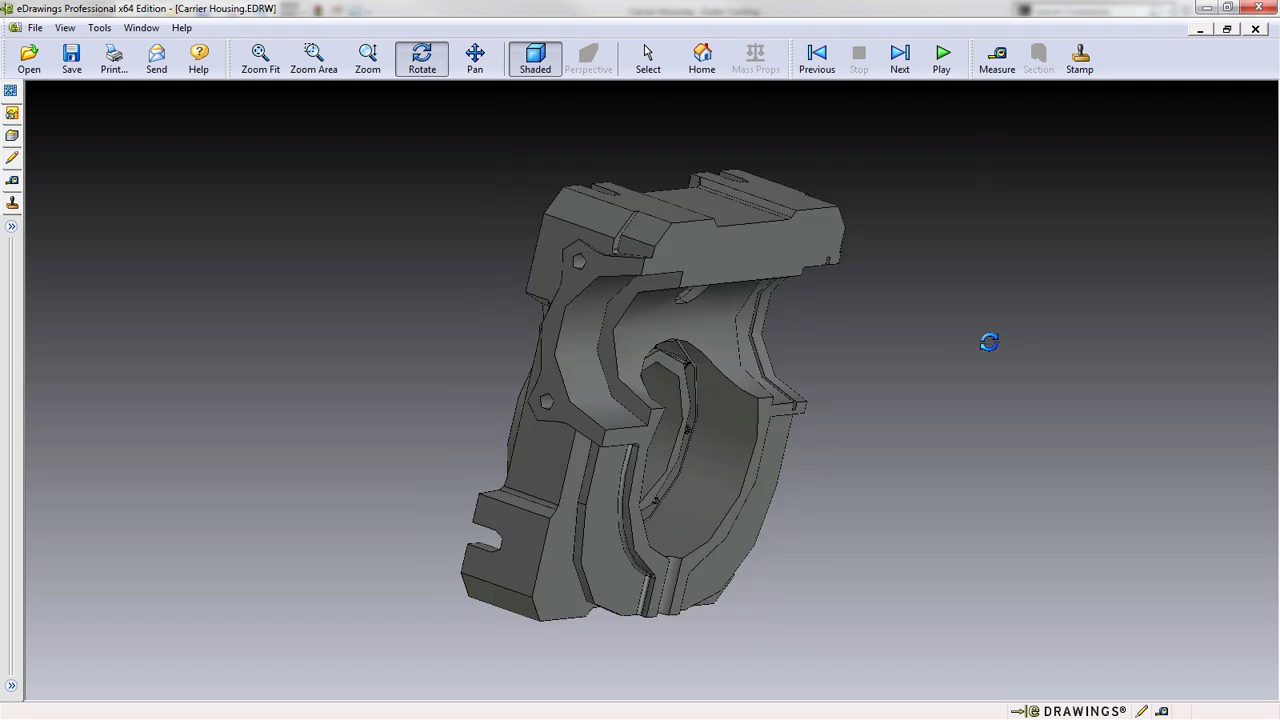 eDrawings Professional x64 Edition - [Carrier Housing.EDRW]
File View Tools Window Help
Open Save Print... Send Help Zoom Fit Zoom Area Zoom Rotate Pan Shaded Perspective Select Home Mass Props Previous Stop Next Play Measure Section Stamp
e DRAWINGS®